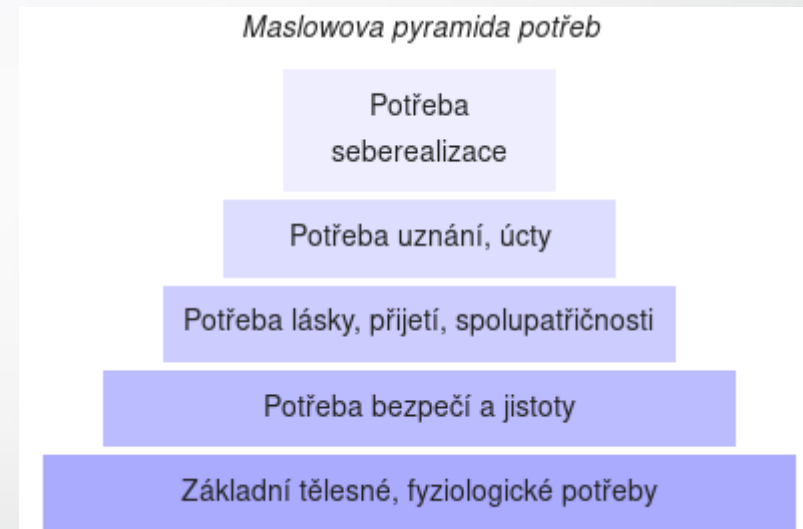 Maslowova pyramida potřeb
Potřeba
seberealizace
Potřeba uznání, úcty
Potřeba lásky, přijetí, spolupatřičnosti
Potřeba bezpečí a jistoty
Základní tělesné, fyziologické potřeby